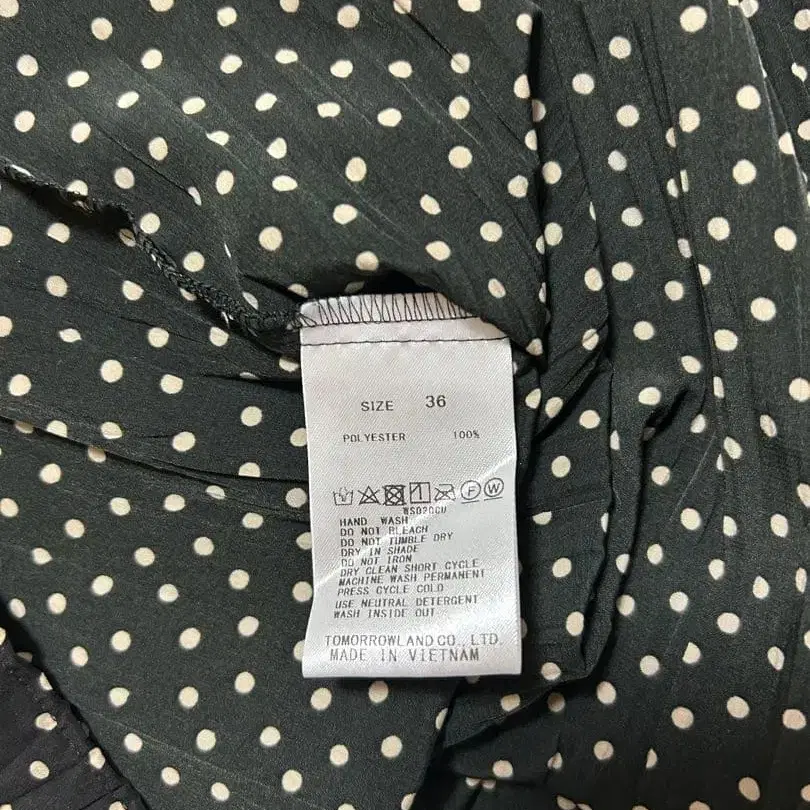 SIZE 36
POLYESTER 100%
F W
WS020GU
HAND WASH
DO NOT BLEACH
DO NOT TUMBLE DRY
DRY IN SHADE
DO NOT IRON
DRY CLEAN SHORT CYCLE
MACHINE WASH PERMANENT
PRESS CYCLE COLD
USE NEUTRAL DETERGENT
WASH INSIDE OUT
TOMORROWLAND CO., LTD.
MADE IN VIETNAM